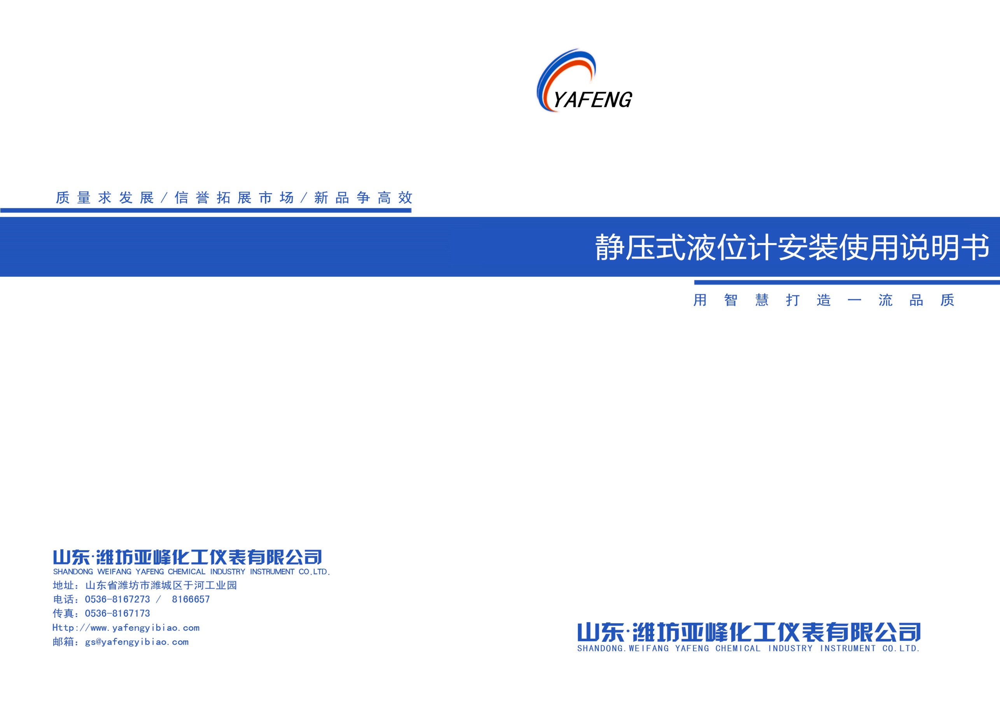 YAFENG
质量求发展/信誉拓展市场/新品争高效
静压式液位计安装使用说明书
用智慧打造一流品质
山东·潍坊亚峰化工仪表有限公司
SHANDONG WEIFANG YAFENG CHEMICAL INDUSTRY INSTRUMENT CO.LTD.
地址：山东省潍坊市潍城区于河工业园
电话：0536-8167273 / 8166657
传真：0536-8167173
Http://www.yafengyibiao.com
邮箱：gs@yafengyibiao.com
山东·潍坊亚峰化工仪表有限公司
SHANDONG.WEIFANG YAFENG CHEMICAL INDUSTRY INSTRUMENT CO.LTD.